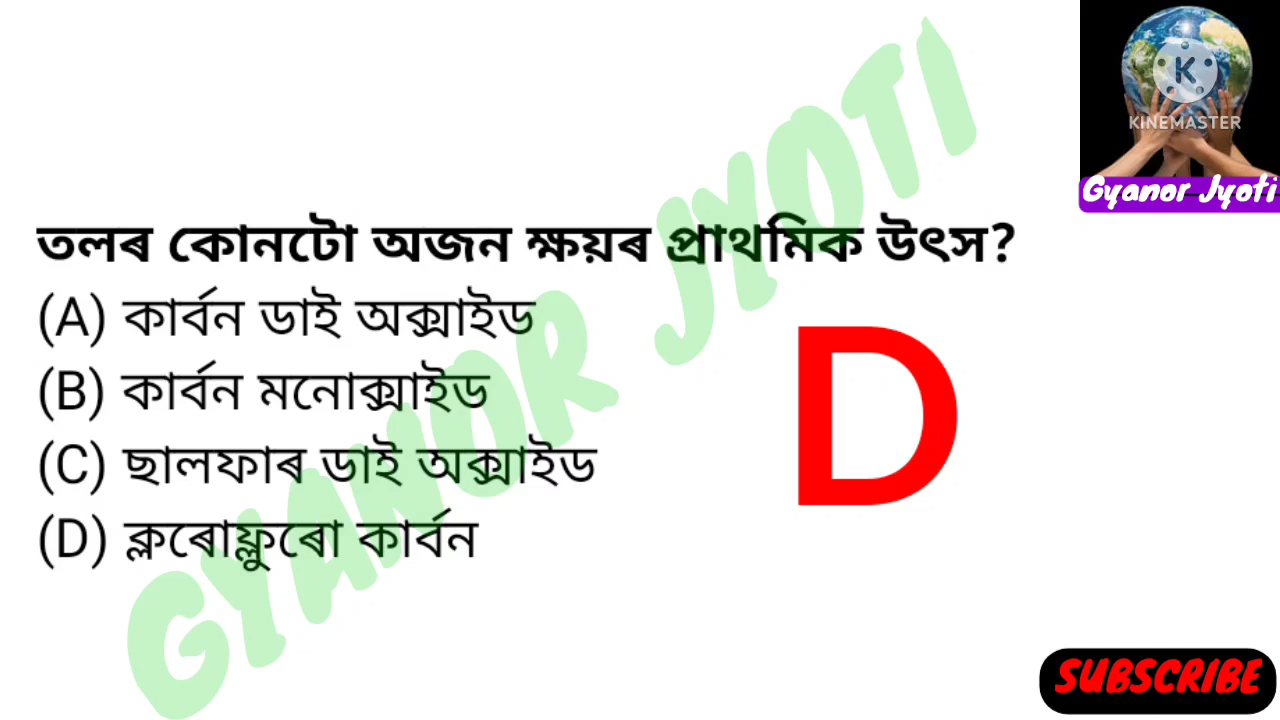 KINEMASTER
Gyanor Jyoti
GYANOR JYOTI
তলৰ কোনটো অজন ক্ষয়ৰ প্ৰাথমিক উৎস?
(A) কাৰ্বন ডাই অক্সাইড
(B) কাৰ্বন মনোক্সাইড
(C) ছালফাৰ ডাই অক্সাইড
(D) ক্লৰোফ্লুৰো কাৰ্বন
D
SUBSCRIBE